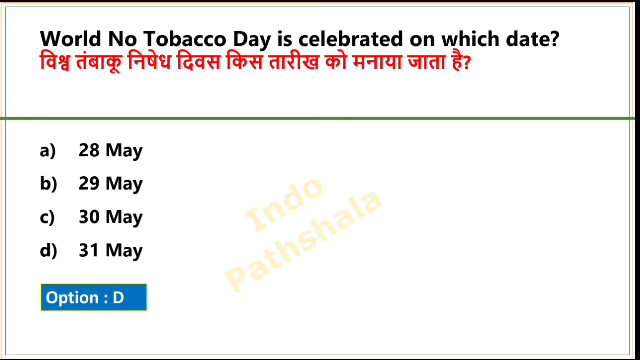 World No Tobacco Day is celebrated on which date?
विश्व तंबाकू निषेध दिवस किस तारीख को मनाया जाता है?
a) 28 May
b) 29 May
c) 30 May
d) 31 May
Indo
Pathshala
Option : D